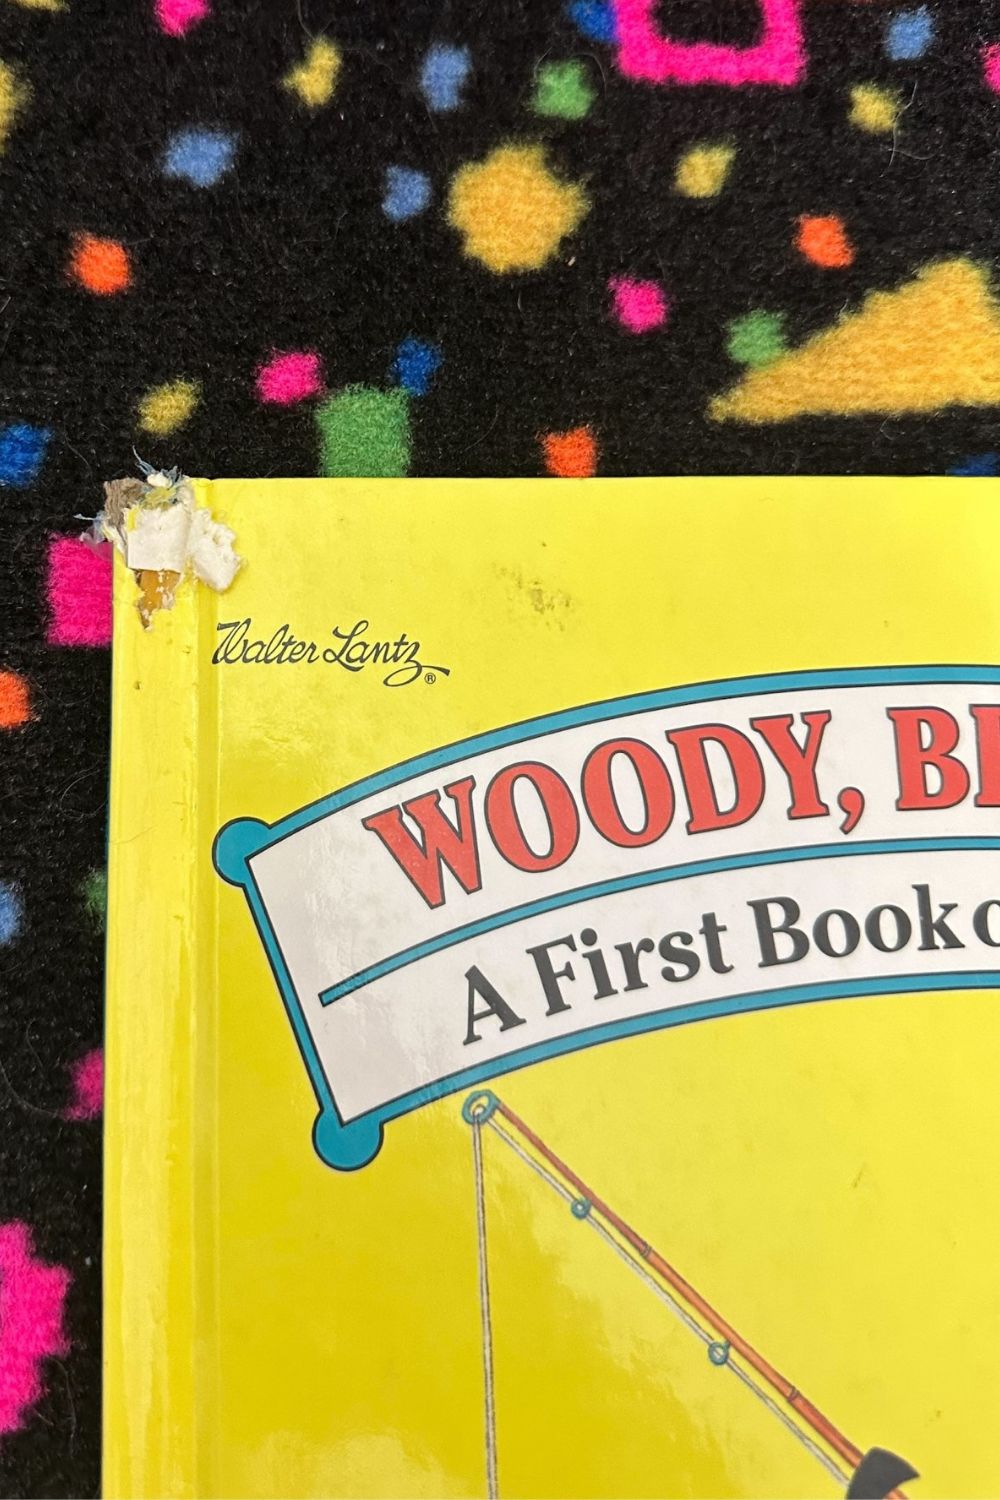 Walter Lantz®
WOODY, B
A First Book